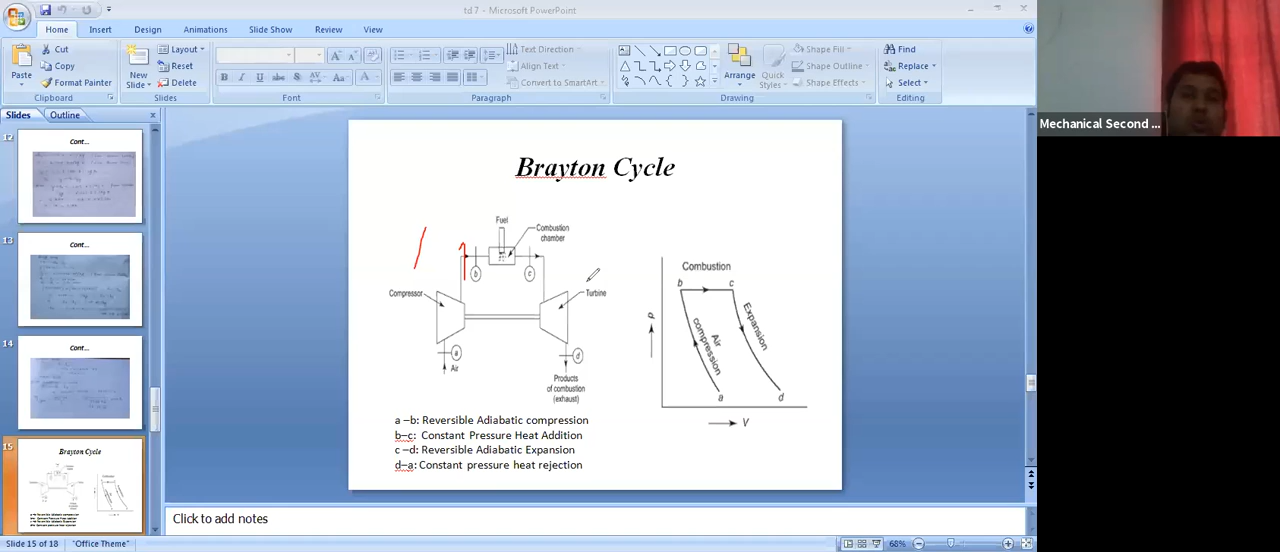 td 7 - Microsoft PowerPoint
Home Insert Design Animations Slide Show Review View
Paste
Cut
Copy
Format Painter
Clipboard
New
Slide
Layout
Reset
Delete
Slides
B I U S abe AV Aa A
Font
Paragraph
Text Direction
Align Text
Convert to SmartArt
Arrange
Quick
Styles
Shape Fill
Shape Outline
Shape Effects
Drawing
Find
Replace
Select
Editing
Mechanical Second ...
Slides Outline
12
Cont...
13
Cont...
14
Cont...
15
Brayton Cycle
Brayton Cycle
Fuel
Combustion
chamber
b
c
Compressor
Turbine
a
d
Air
Products
of combustion
(exhaust)
Combustion
b c
P
Air
compression
Expansion
a d
V
a –b: Reversible Adiabatic compression
b–c: Constant Pressure Heat Addition
c –d: Reversible Adiabatic Expansion
d–a: Constant pressure heat rejection
Click to add notes
Slide 15 of 18 "Office Theme" 68%